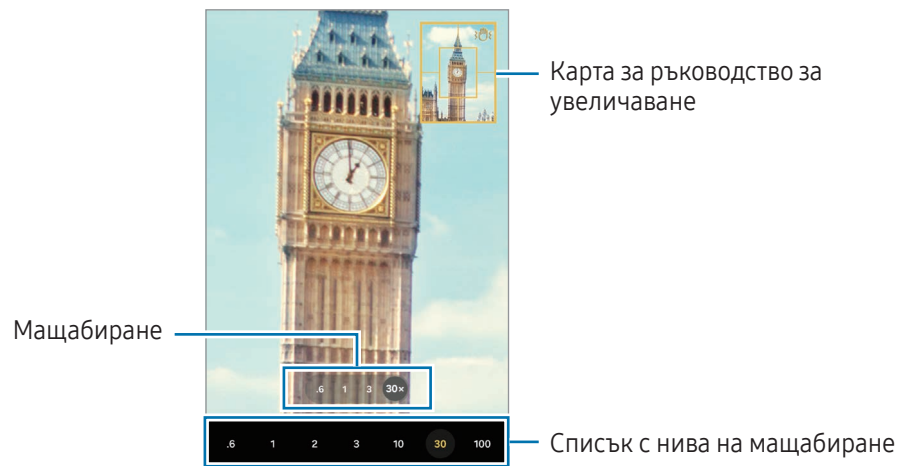 Карта за ръководство за
увеличаване
Мащабиране
.6 1 3 30×
.6 1 2 3 10 30 100
Списък с нива на мащабиране